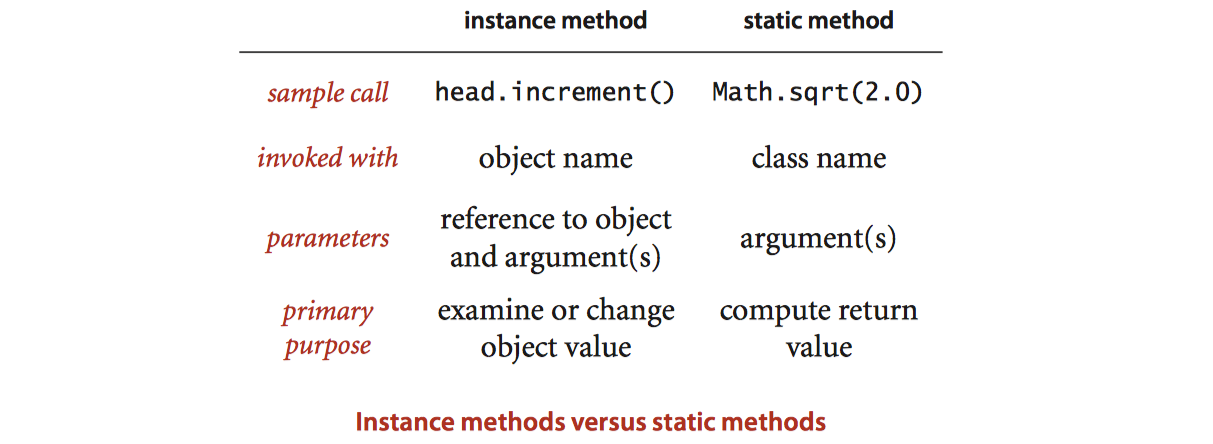 instance method static method
sample call head.increment() Math.sqrt(2.0)
invoked with object name class name
parameters reference to object and argument(s) argument(s)
primary purpose examine or change object value compute return value
Instance methods versus static methods